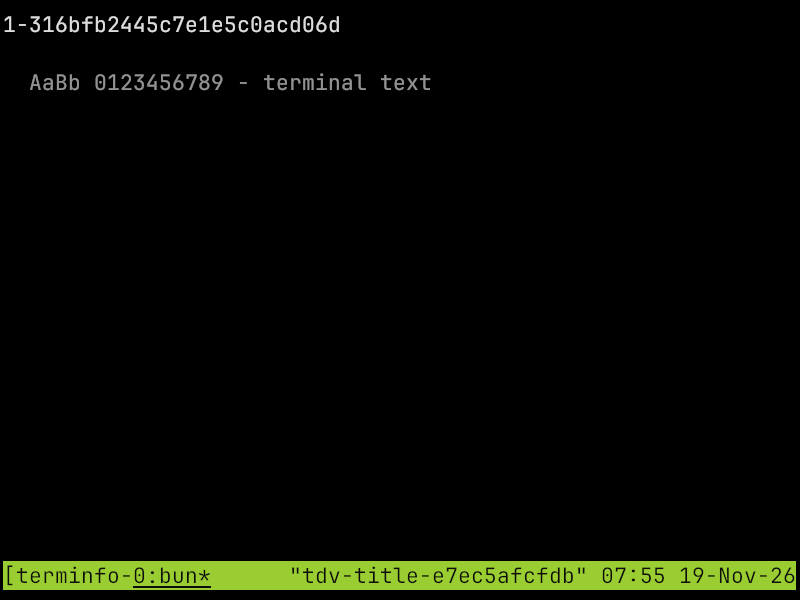 1-316bfb2445c7e1e5c0acd06d
AaBb 0123456789 - terminal text
[terminfo-0:bun* "tdv-title-e7ec5afcfdb" 07:55 19-Nov-26